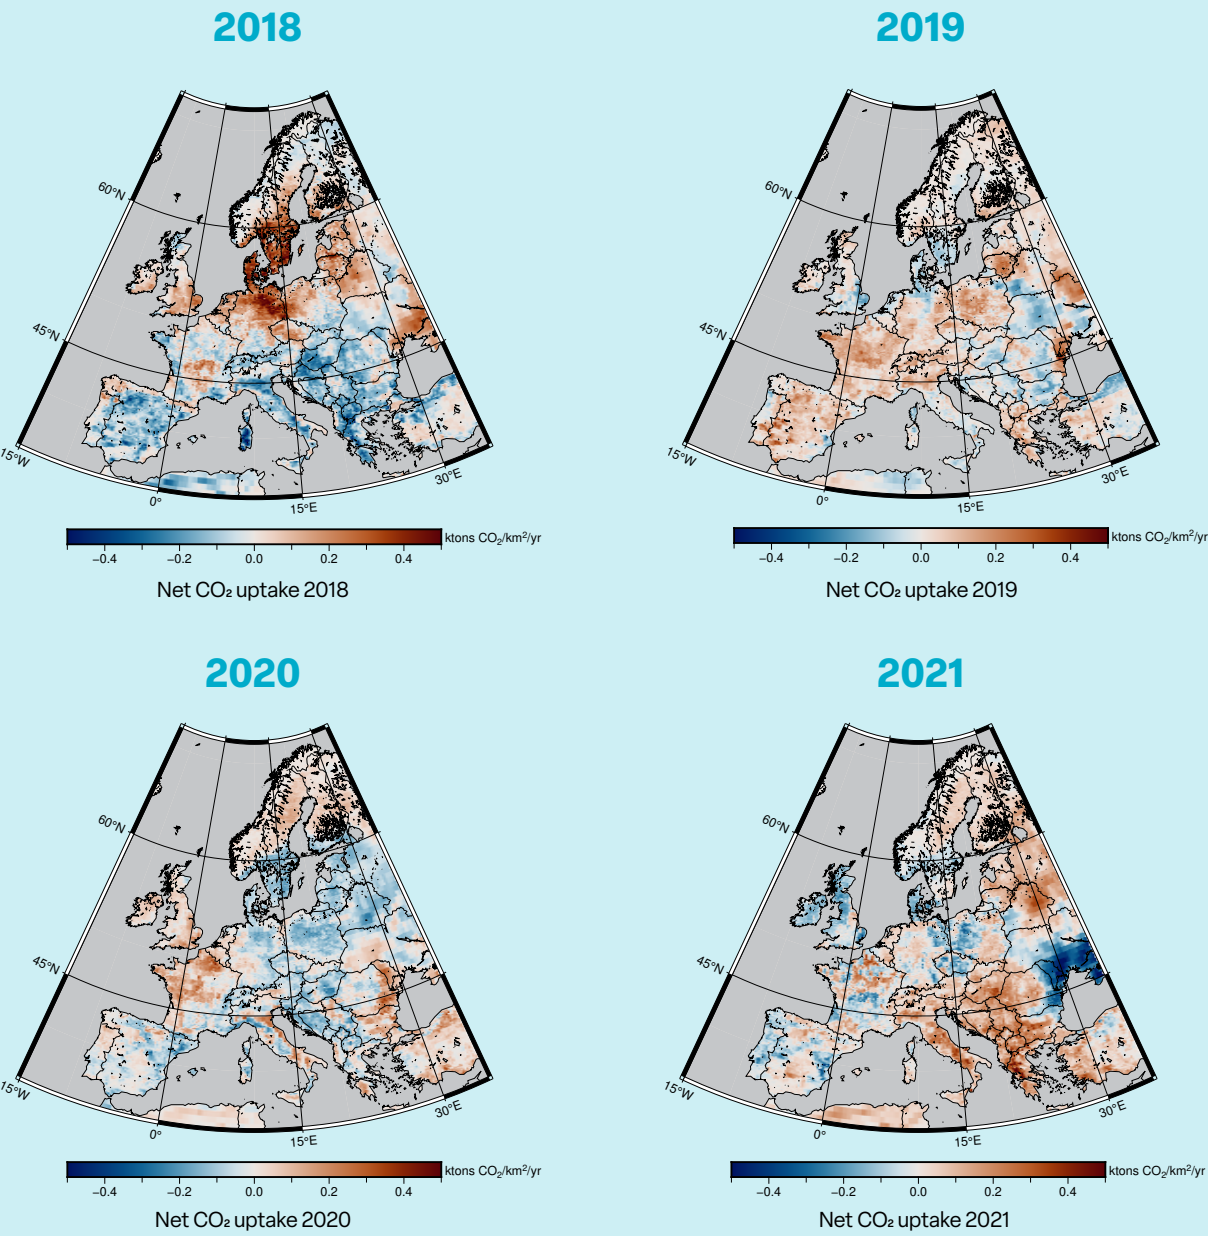 2018
2019
60°N
45°N
15°W
0°
15°E
30°E
60°N
45°N
15°W
0°
15°E
30°E
ktons CO₂/km²/yr
−0.4 −0.2 0.0 0.2 0.4
ktons CO₂/km²/yr
−0.4 −0.2 0.0 0.2 0.4
Net CO₂ uptake 2018
Net CO₂ uptake 2019
2020
2021
60°N
45°N
15°W
0°
15°E
30°E
60°N
45°N
15°W
0°
15°E
30°E
ktons CO₂/km²/yr
−0.4 −0.2 0.0 0.2 0.4
ktons CO₂/km²/yr
−0.4 −0.2 0.0 0.2 0.4
Net CO₂ uptake 2020
Net CO₂ uptake 2021